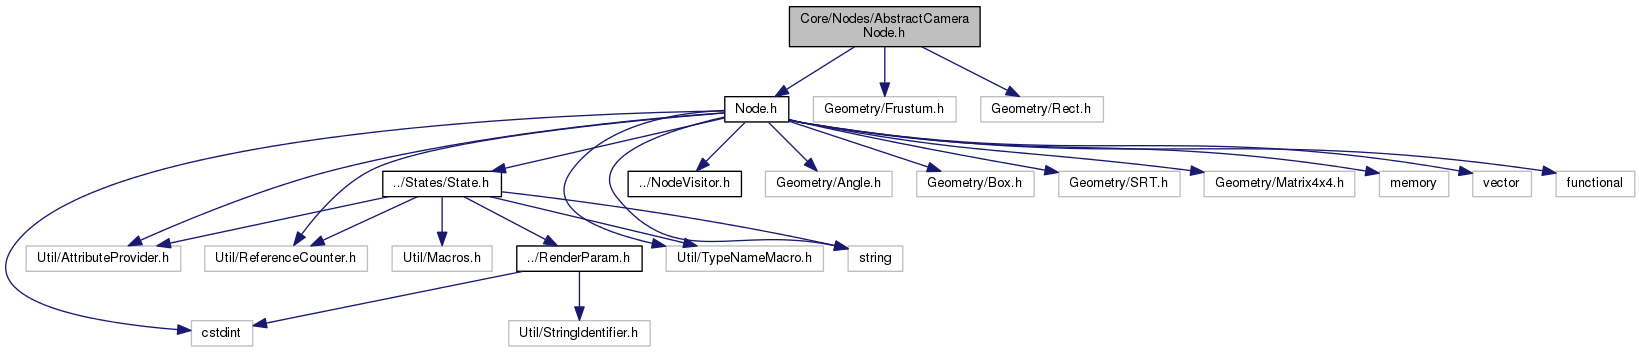 Core/Nodes/AbstractCamera
Node.h
Node.h
Geometry/Frustum.h
Geometry/Rect.h
../States/State.h
../NodeVisitor.h
Geometry/Angle.h
Geometry/Box.h
Geometry/SRT.h
Geometry/Matrix4x4.h
memory
vector
functional
Util/AttributeProvider.h
Util/ReferenceCounter.h
Util/Macros.h
../RenderParam.h
Util/TypeNameMacro.h
string
cstdint
Util/StringIdentifier.h